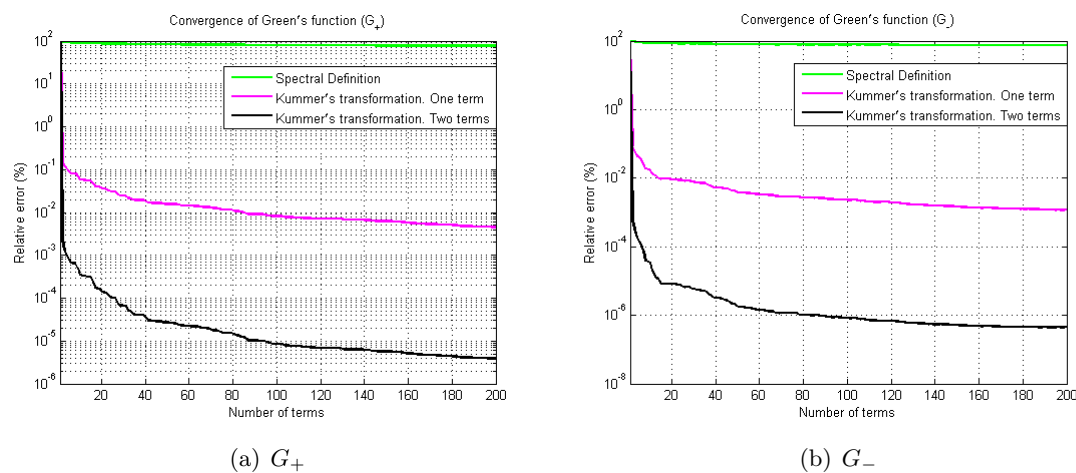 Convergence of Green's function (G+)
10^2
10^1
10^0
10^-1
10^-2
10^-3
10^-4
10^-5
10^-6
Relative error (%)
Spectral Definition
Kummer's transformation. One term
Kummer's transformation. Two terms
20 40 60 80 100 120 140 160 180 200
Number of terms
(a) G+
Convergence of Green's function (G-)
10^2
10^0
10^-2
10^-4
10^-6
10^-8
Relative error (%)
Spectral Definition
Kummer's transformation. One term
Kummer's transformation. Two terms
20 40 60 80 100 120 140 160 180 200
Number of terms
(b) G−